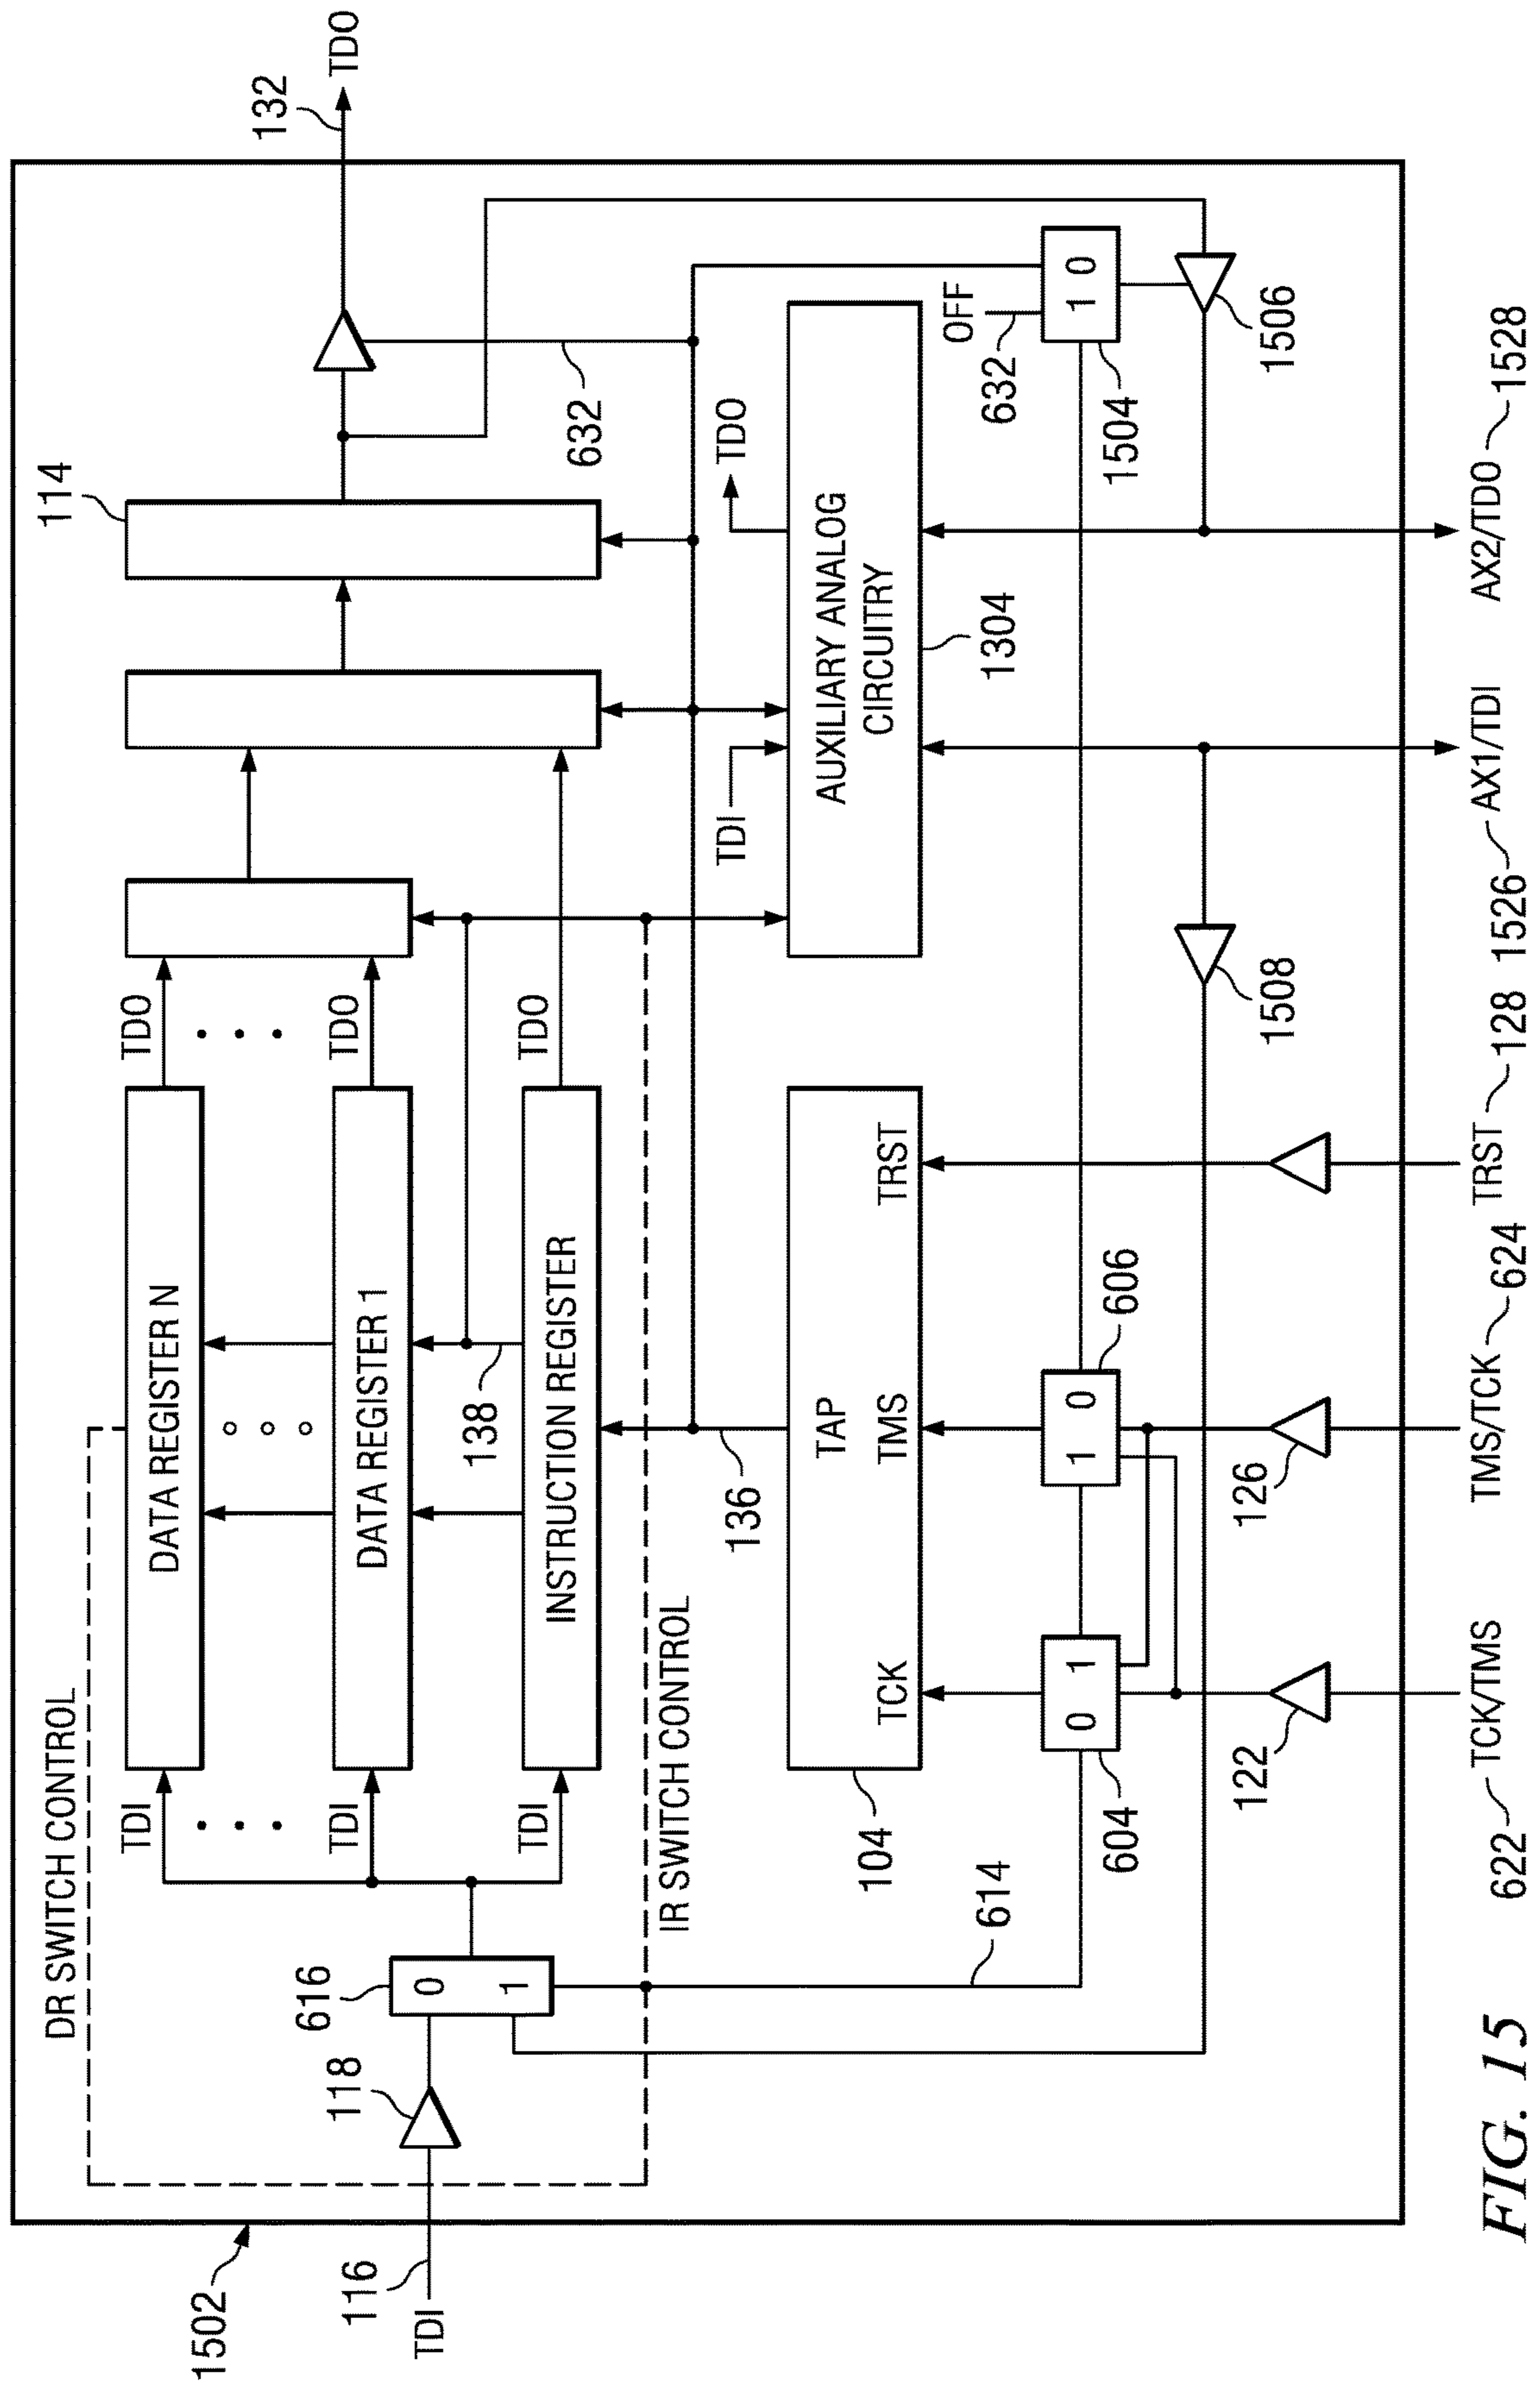 1502
116
TDI
118
616
0
1
DR SWITCH CONTROL
TDI
TDI
TDI
DATA REGISTER N
DATA REGISTER 1
INSTRUCTION REGISTER
138
TDO
TDO
TDO
114
632
132
TDO
IR SWITCH CONTROL
136
TDI
TDO
104
TCK
TAP
TMS
TRST
AUXILIARY ANALOG
CIRCUITRY
1304
OFF
632
1 0
1504
614
604
0 1
1 0
606
1508
1506
122
126
622
TCK/TMS
TMS/TCK
624
TRST
128
1526
AX1/TDI
AX2/TDO
1528
FIG. 15